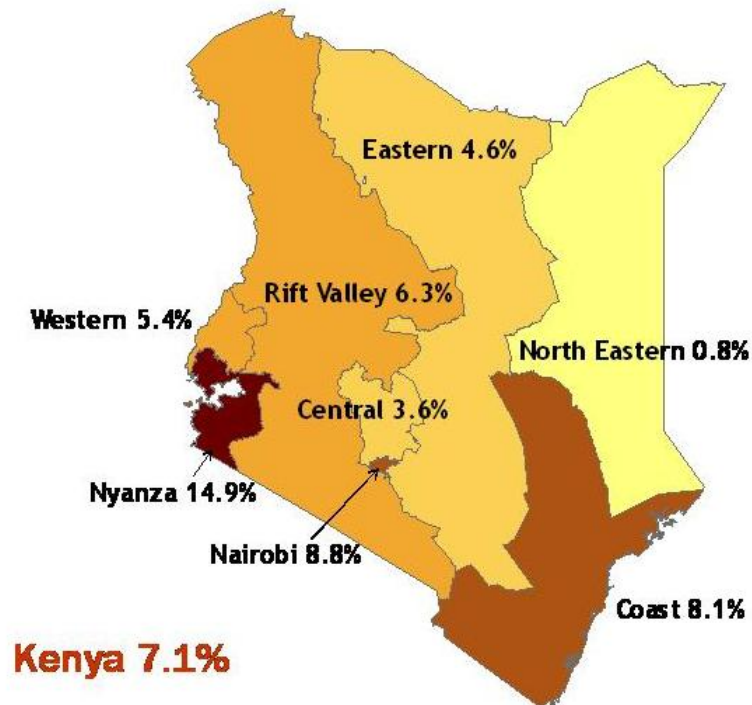 Eastern 4.6%
Rift Valley 6.3%
Western 5.4%
North Eastern 0.8%
Central 3.6%
Nyanza 14.9%
Nairobi 8.8%
Coast 8.1%
Kenya 7.1%